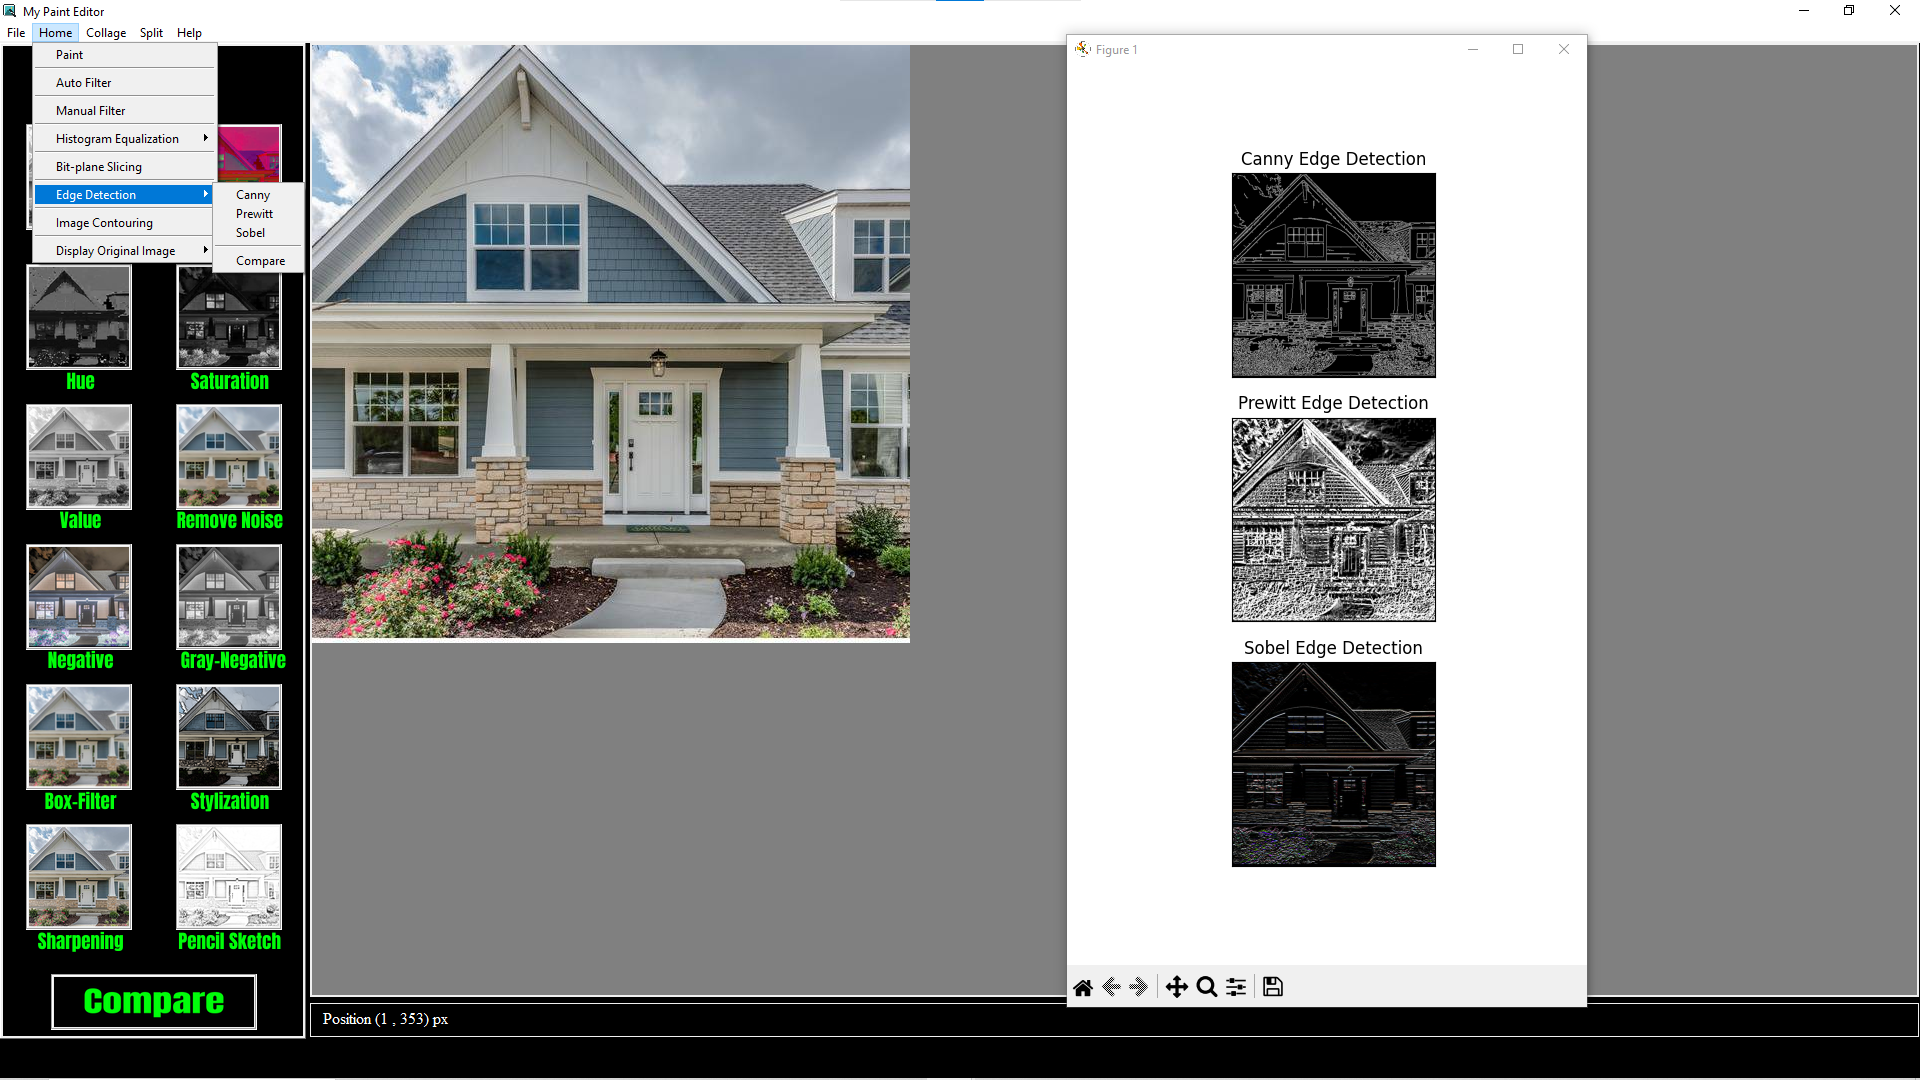 My Paint Editor
File Home Collage Split Help
Paint
Auto Filter
Manual Filter
Histogram Equalization
Bit-plane Slicing
Edge Detection
Image Contouring
Display Original Image
Canny
Prewitt
Sobel
Compare
Hue Saturation
Value Remove Noise
Negative Gray-Negative
Box-Filter Stylization
Sharpening Pencil Sketch
Compare
Position (1 , 353) px
Figure 1
Canny Edge Detection
Prewitt Edge Detection
Sobel Edge Detection